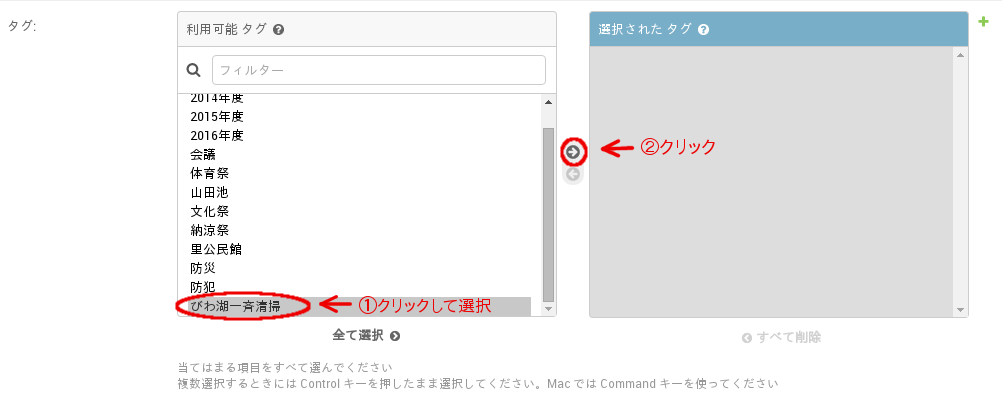 タグ:
利用可能 タグ
選択された タグ
フィルター
2014年度
2015年度
2016年度
会議
体育祭
山田池
文化祭
納涼祭
里公民館
防災
防犯
びわ湖一斉清掃
①クリックして選択
②クリック
全て選択
すべて削除
当てはまる項目をすべて選んでください
複数選択するときには Control キーを押したまま選択してください。Mac では Command キーを使ってください